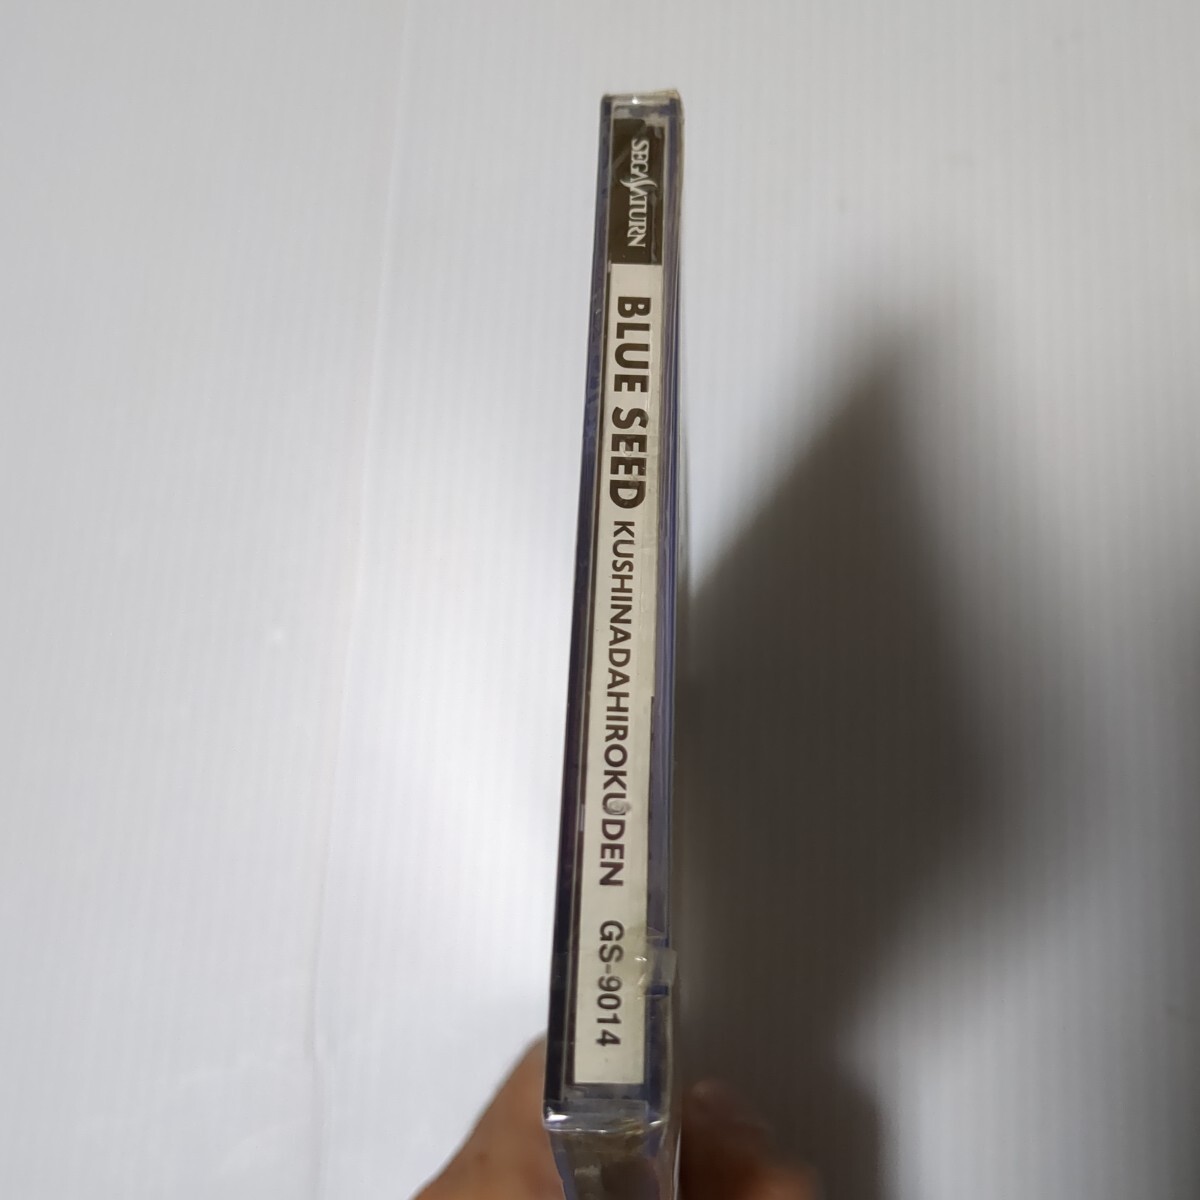 SEGA SATURN
BLUE SEED KUSHINADAHIROKUDEN GS-9014